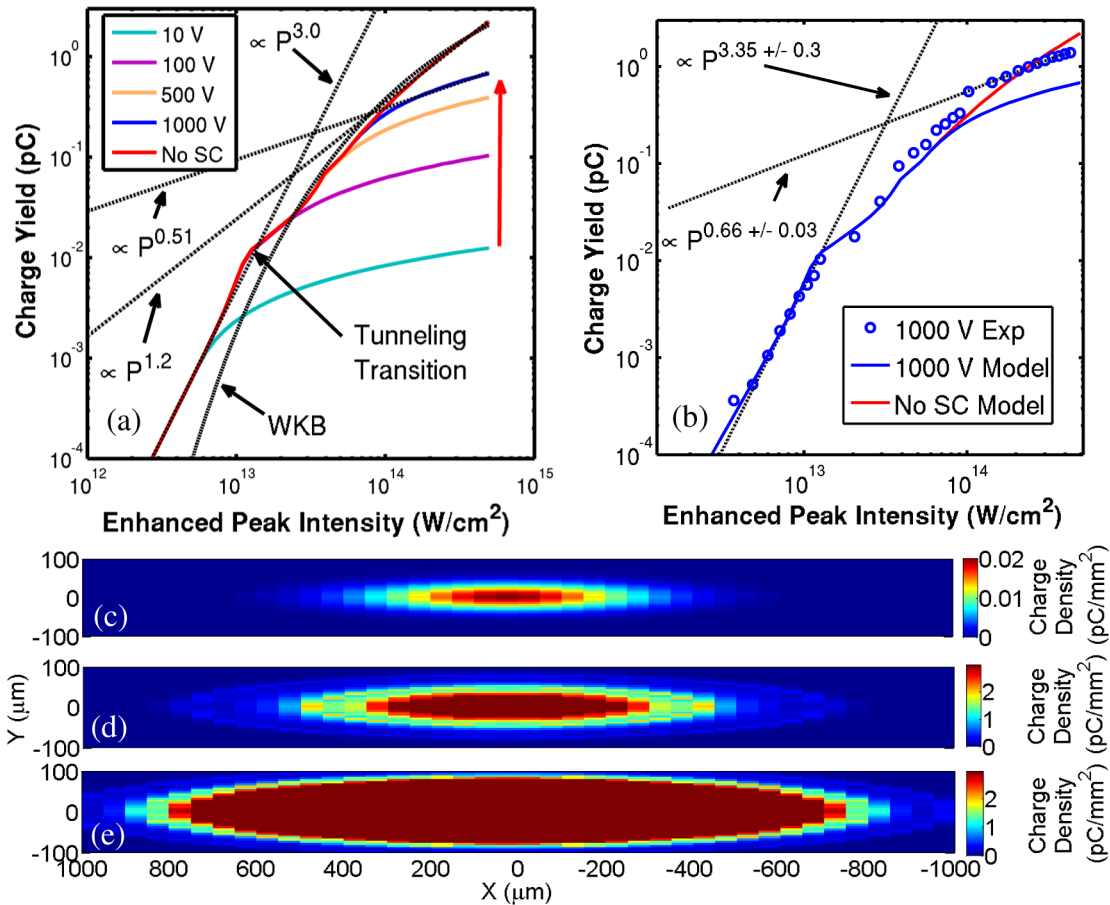 10 V
100 V
500 V
1000 V
No SC
∝ P^3.0
∝ P^0.51
∝ P^1.2
WKB
Tunneling
Transition
(a)
Charge Yield (pC)
10^0
10^-1
10^-2
10^-3
10^-4
10^12 10^13 10^14 10^15
Enhanced Peak Intensity (W/cm^2)
∝ P^3.35 +/- 0.3
∝ P^0.66 +/- 0.03
1000 V Exp
1000 V Model
No SC Model
(b)
Charge Yield (pC)
10^0
10^-1
10^-2
10^-3
10^-4
10^13 10^14
Enhanced Peak Intensity (W/cm^2)
100
0
-100
(c)
0.02
0.01
0
Charge
Density
(pC/mm^2)
100
0
-100
(d)
2
1
0
Charge
Density
(pC/mm^2)
Y (μm)
100
0
-100
(e)
2
1
0
Charge
Density
(pC/mm^2)
1000 800 600 400 200 0 -200 -400 -600 -800 -1000
X (μm)